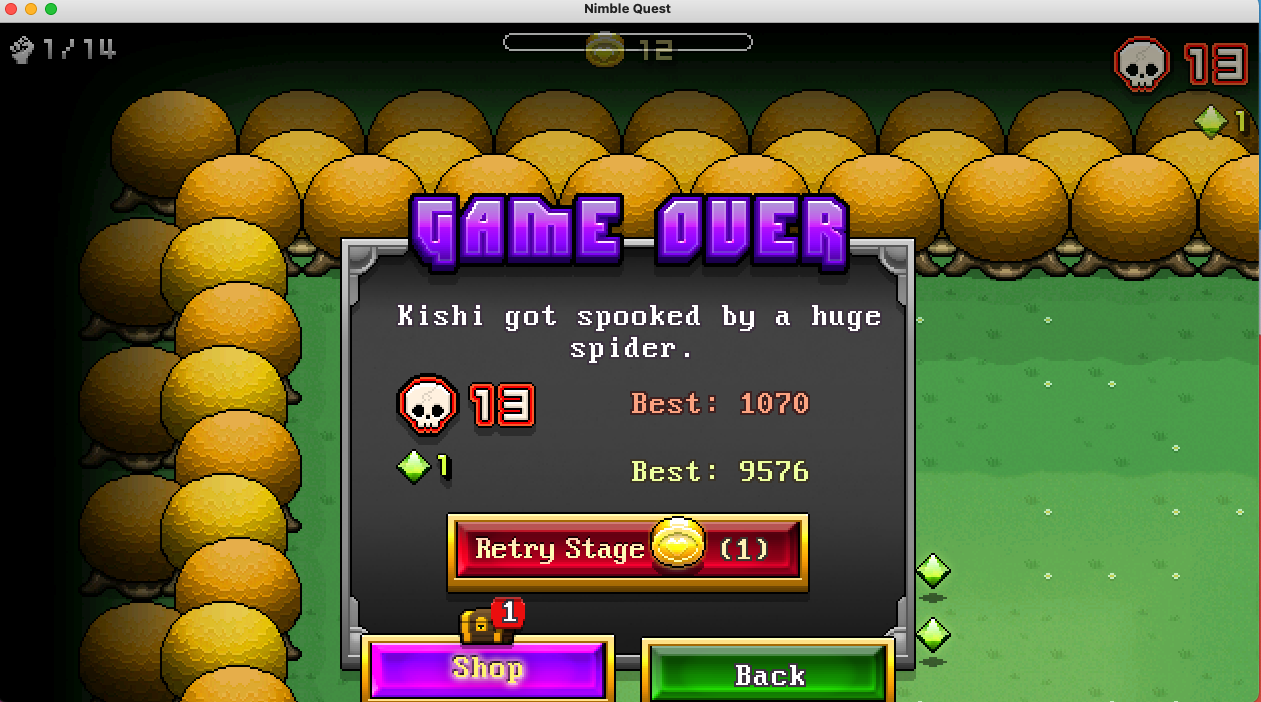 Nimble Quest
1/14
12
13
1
GAME OVER
Kishi got spooked by a huge
spider.
13
Best: 1070
1
Best: 9576
Retry Stage (1)
1
Shop
Back